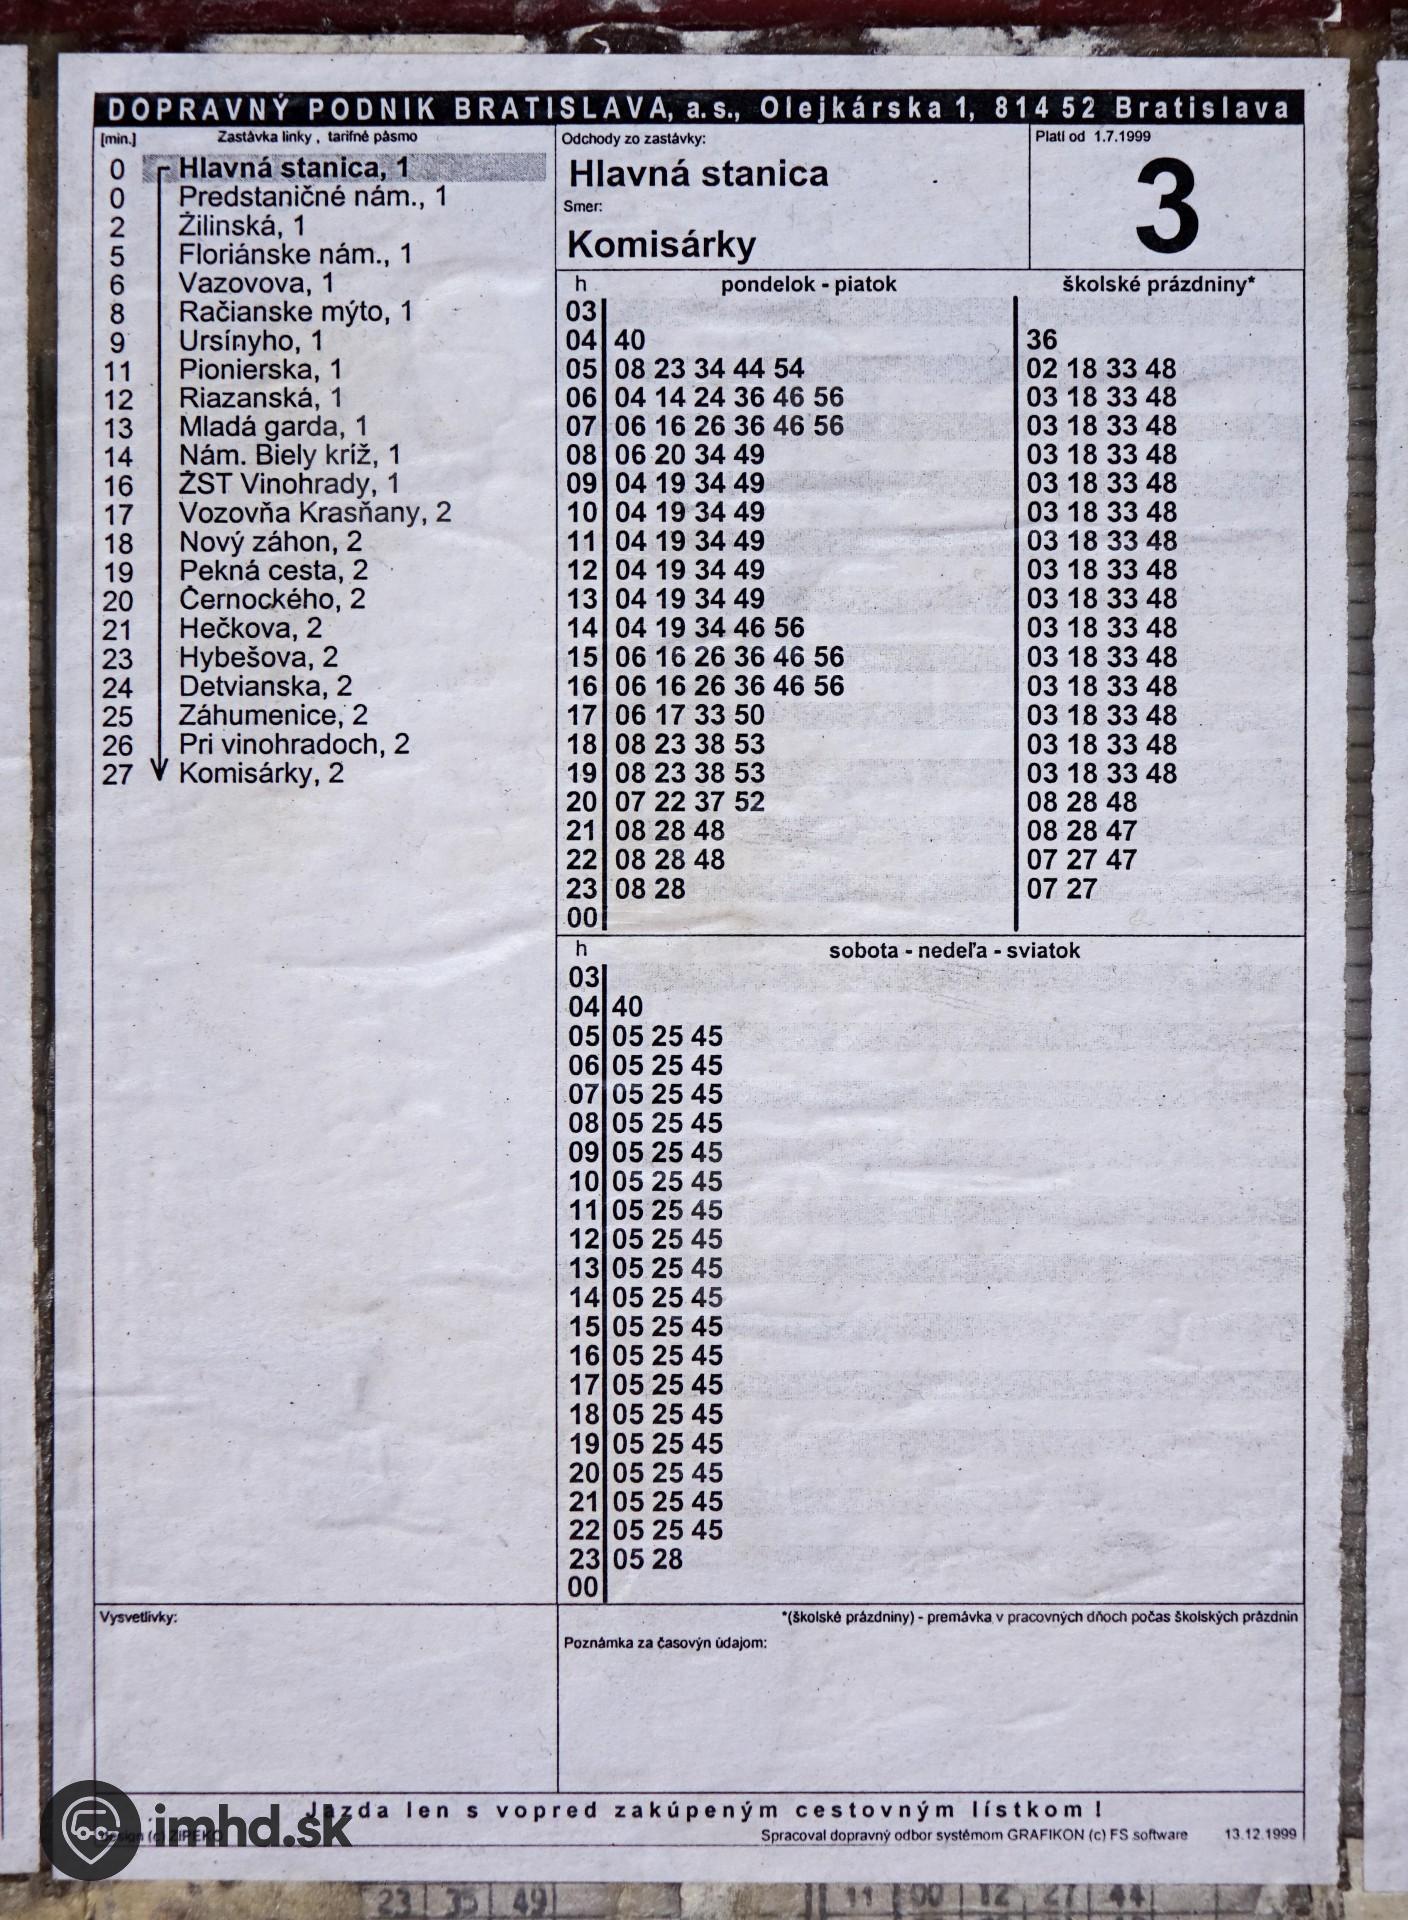 DOPRAVNÝ PODNIK BRATISLAVA, a.s., Olejkárska 1, 814 52 Bratislava
[min.] Zastávka linky , tarifné pásmo
0 Hlavná stanica, 1
0 Predstaničné nám., 1
2 Žilinská, 1
5 Floriánske nám., 1
6 Vazovova, 1
8 Račianske mýto, 1
9 Ursínyho, 1
11 Pionierska, 1
12 Riazanská, 1
13 Mladá garda, 1
14 Nám. Biely kríž, 1
16 ŽST Vinohrady, 1
17 Vozovňa Krasňany, 2
18 Nový záhon, 2
19 Pekná cesta, 2
20 Černockého, 2
21 Hečkova, 2
23 Hybešova, 2
24 Detvianska, 2
25 Záhumenice, 2
26 Pri vinohradoch, 2
27 Komisárky, 2
Odchody zo zastávky:
Hlavná stanica
Smer:
Komisárky
Platí od 1.7.1999
3
h pondelok - piatok školské prázdniny*
03
04 40 36
05 08 23 34 44 54 02 18 33 48
06 04 14 24 36 46 56 03 18 33 48
07 06 16 26 36 46 56 03 18 33 48
08 06 20 34 49 03 18 33 48
09 04 19 34 49 03 18 33 48
10 04 19 34 49 03 18 33 48
11 04 19 34 49 03 18 33 48
12 04 19 34 49 03 18 33 48
13 04 19 34 49 03 18 33 48
14 04 19 34 46 56 03 18 33 48
15 06 16 26 36 46 56 03 18 33 48
16 06 16 26 36 46 56 03 18 33 48
17 06 17 33 50 03 18 33 48
18 08 23 38 53 03 18 33 48
19 08 23 38 53 03 18 33 48
20 07 22 37 52 08 28 48
21 08 28 48 08 28 47
22 08 28 48 07 27 47
23 08 28 07 27
00
h sobota - nedeľa - sviatok
03
04 40
05 05 25 45
06 05 25 45
07 05 25 45
08 05 25 45
09 05 25 45
10 05 25 45
11 05 25 45
12 05 25 45
13 05 25 45
14 05 25 45
15 05 25 45
16 05 25 45
17 05 25 45
18 05 25 45
19 05 25 45
20 05 25 45
21 05 25 45
22 05 25 45
23 05 28
00
Vysvetlivky:
*(školské prázdniny) - premávka v pracovných dňoch počas školských prázdnin
Poznámka za časovýn údajom:
Jazda len s vopred zakúpeným cestovným lístkom !
imhd.sk
(c) ZIPEKO
Spracoval dopravný odbor systémom GRAFIKON (c) FS software 13.12.1999
23 35 49
11 00 12 27 44